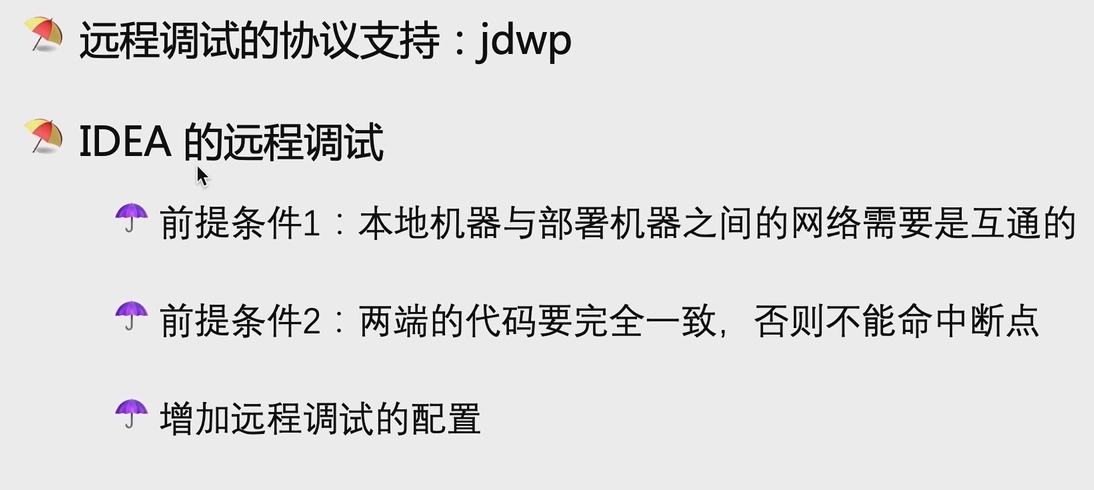 远程调试的协议支持：jdwp
IDEA 的远程调试
前提条件1：本地机器与部署机器之间的网络需要是互通的
前提条件2：两端的代码要完全一致，否则不能命中断点
增加远程调试的配置